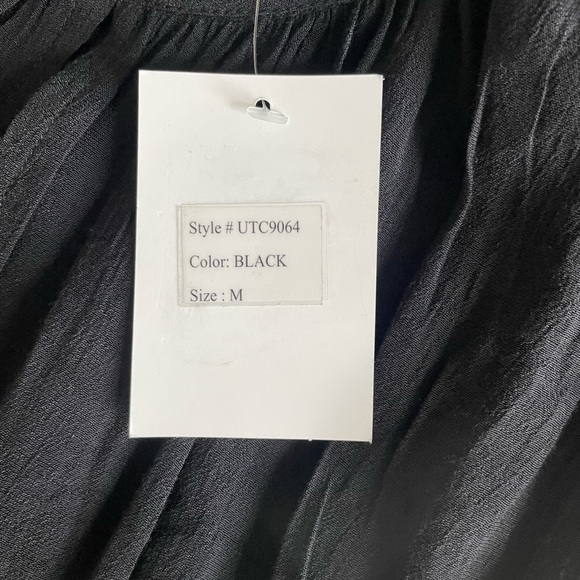 Style # UTC9064
Color: BLACK
Size : M